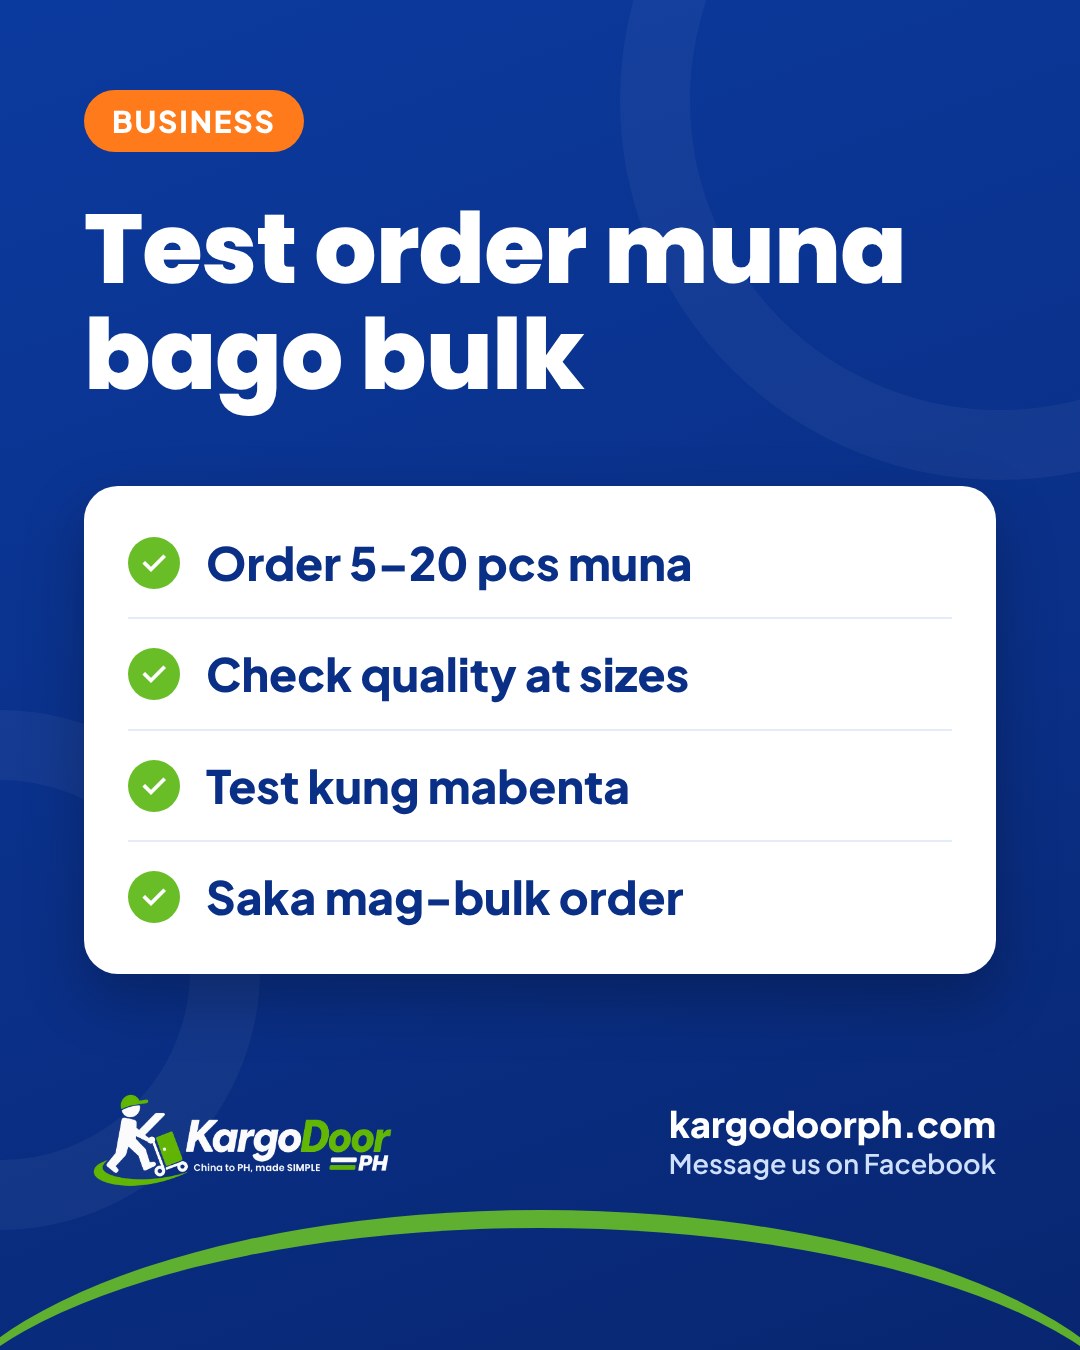 BUSINESS
Test order muna
bago bulk
Order 5–20 pcs muna
Check quality at sizes
Test kung mabenta
Saka mag-bulk order
KargoDoor
China to PH, made SIMPLE PH
kargodoorph.com
Message us on Facebook